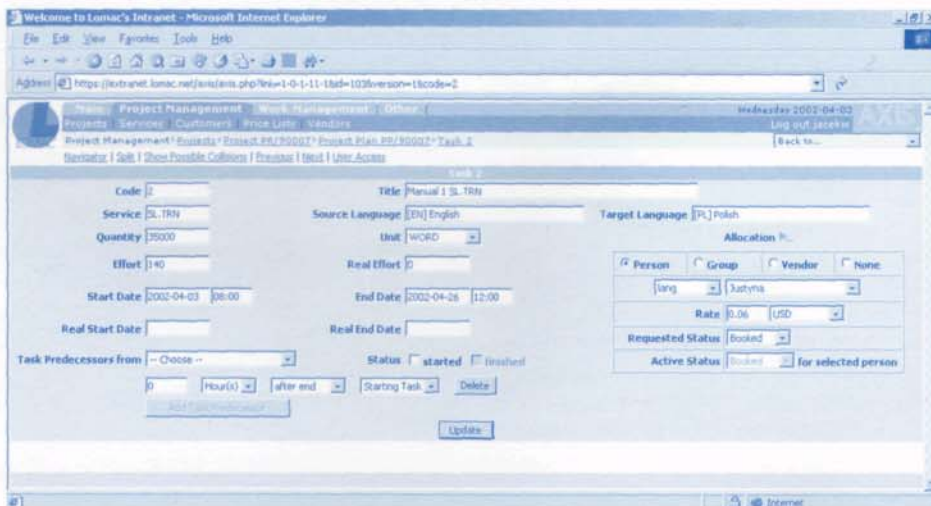 Welcome to Lomac's Intranet - Microsoft Internet Explorer
File Edit View Favorites Tools Help
Address https://extranet.lomac.net/axis/axis.php?link=1-0-1-11-1&id=103&version=1&code=2
Main Project Management Work Management Other Wednesday 2002-04-03
Projects Services Customers Price Lists Vendors Log out jacekw AXIS
Project Management Projects Project PR/90007 Project Plan PR/90007 Task 2 Back to...
Navigator | Split | Show Possible Collisions | Previous | Next | User Access
Task 2
Code 2 Title Manual 1 SL.TRN
Service SL.TRN Source Language [EN] English Target Language [PL] Polish
Quantity 35000 Unit WORD Allocation
Effort 140 Real Effort 0 Person Group Vendor None
lang Justyna
Start Date 2002-04-03 08:00 End Date 2002-04-26 12:00
Rate 0.06 USD
Real Start Date Real End Date
Requested Status Booked
Task Predecessors from -- Choose -- Status started finished Active Status Booked for selected person
0 Hour(s) after end Starting Task Delete
Add Task Predecessor
Update
Internet